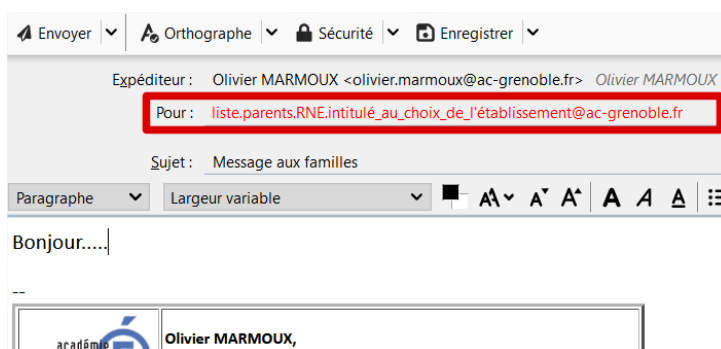 Envoyer Orthographe Sécurité Enregistrer
Expéditeur : Olivier MARMOUX <olivier.marmoux@ac-grenoble.fr> Olivier MARMOUX
Pour : liste.parents.RNE.intitulé_au_choix_de_l'établissement@ac-grenoble.fr
Sujet : Message aux familles
Paragraphe Largeur variable A A A A A A
Bonjour.....
--
académie Olivier MARMOUX,